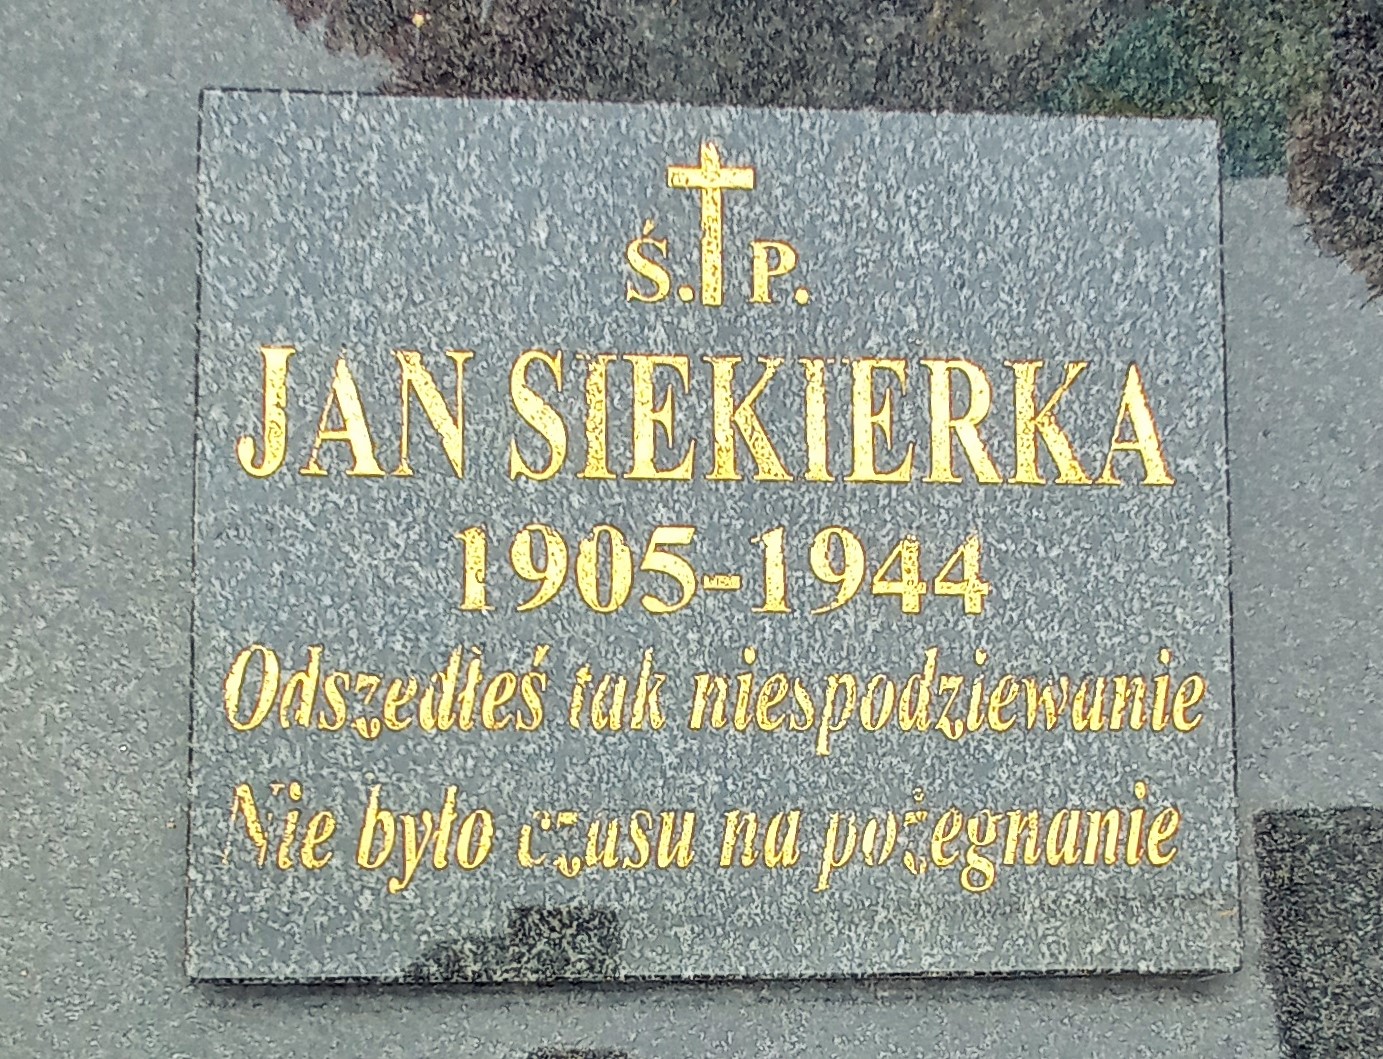 Ś. P.
JAN SIEKIERKA
1905-1944
Odszedłeś tak niespodziewanie
Nie było czasu na pożegnanie